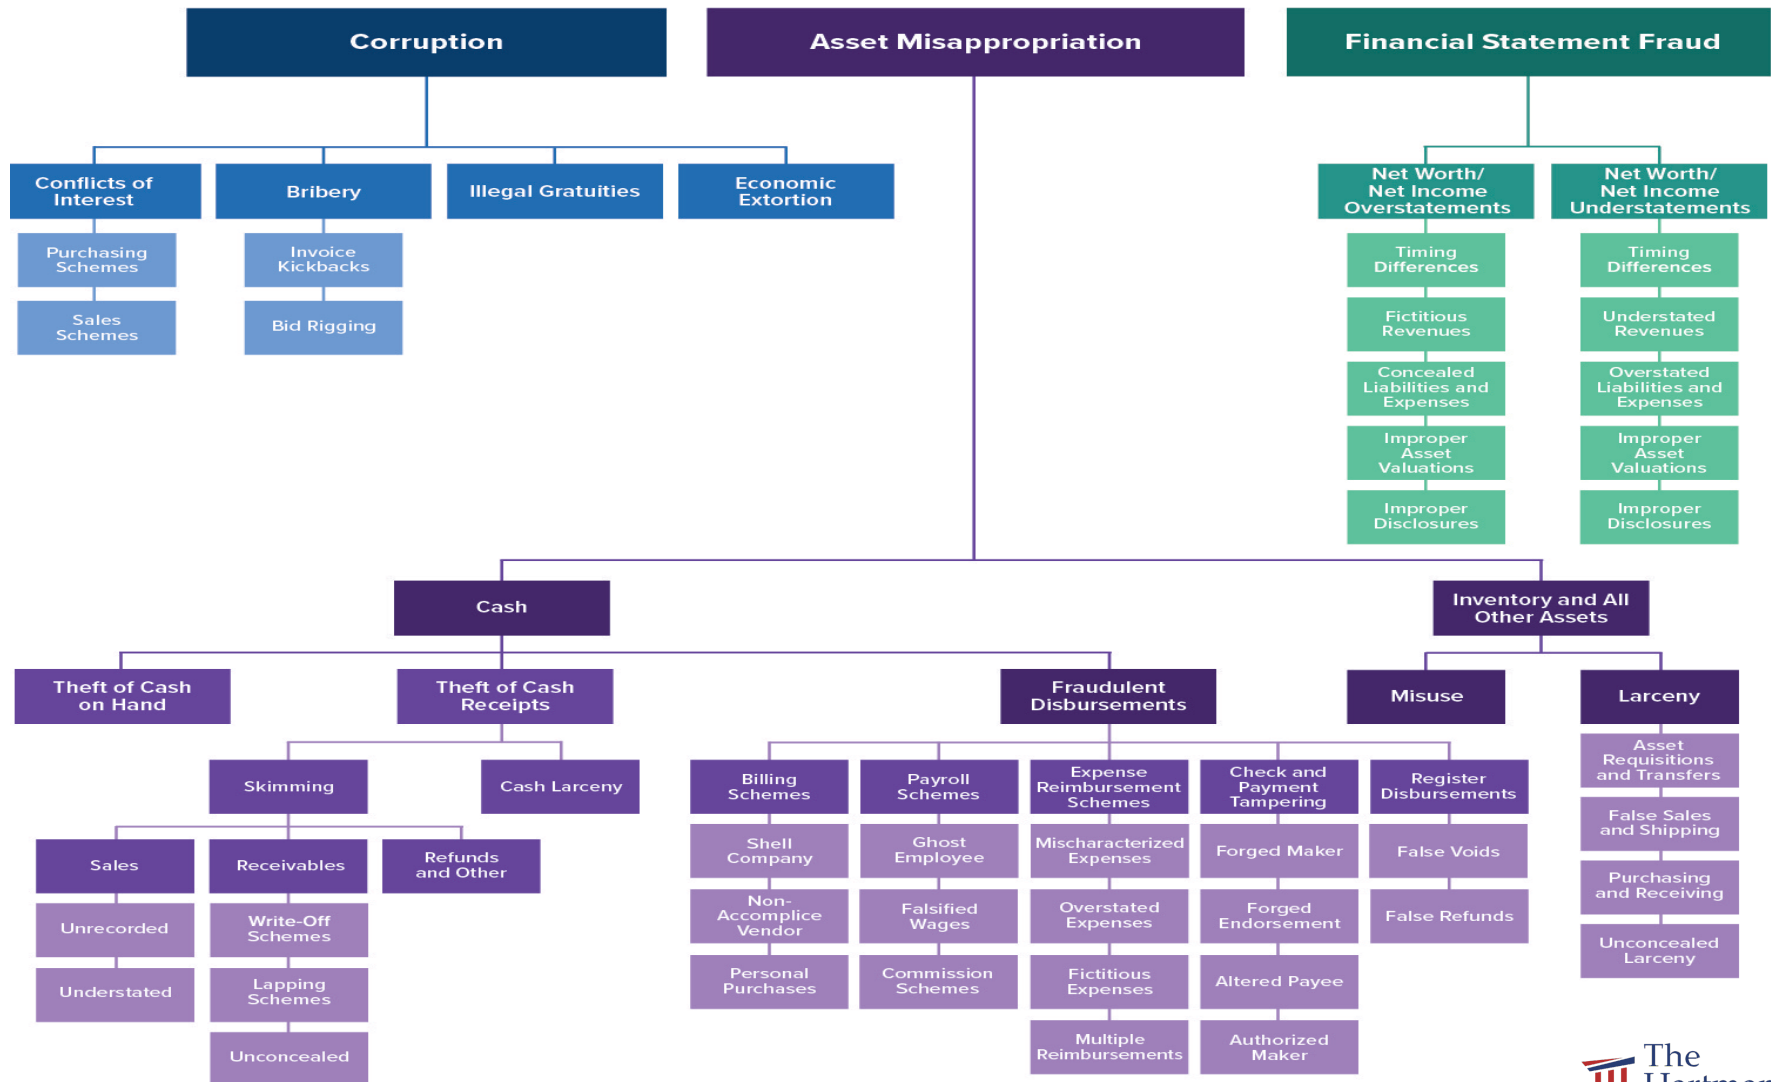 Corruption
Asset Misappropriation
Financial Statement Fraud
Conflicts of
Interest
Bribery
Illegal Gratuities
Economic
Extortion
Purchasing
Schemes
Sales
Schemes
Invoice
Kickbacks
Bid Rigging
Net Worth/
Net Income
Overstatements
Net Worth/
Net Income
Understatements
Timing
Differences
Fictitious
Revenues
Concealed
Liabilities and
Expenses
Improper
Asset
Valuations
Improper
Disclosures
Timing
Differences
Understated
Revenues
Overstated
Liabilities and
Expenses
Improper
Asset
Valuations
Improper
Disclosures
Cash
Inventory and All
Other Assets
Theft of Cash
on Hand
Theft of Cash
Receipts
Fraudulent
Disbursements
Misuse
Larceny
Skimming
Cash Larceny
Sales
Receivables
Refunds
and Other
Unrecorded
Understated
Write-Off
Schemes
Lapping
Schemes
Unconcealed
Billing
Schemes
Shell
Company
Non-
Accomplice
Vendor
Personal
Purchases
Payroll
Schemes
Ghost
Employee
Falsified
Wages
Commission
Schemes
Expense
Reimbursement
Schemes
Mischaracterized
Expenses
Overstated
Expenses
Fictitious
Expenses
Multiple
Reimbursements
Check and
Payment
Tampering
Forged Maker
Forged
Endorsement
Altered Payee
Authorized
Maker
Register
Disbursements
False Voids
False Refunds
Asset
Requisitions
and Transfers
False Sales
and Shipping
Purchasing
and Receiving
Unconcealed
Larceny
The